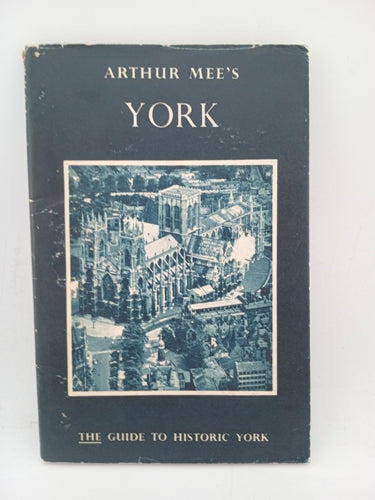 ARTHUR MEE'S
YORK
THE GUIDE TO HISTORIC YORK